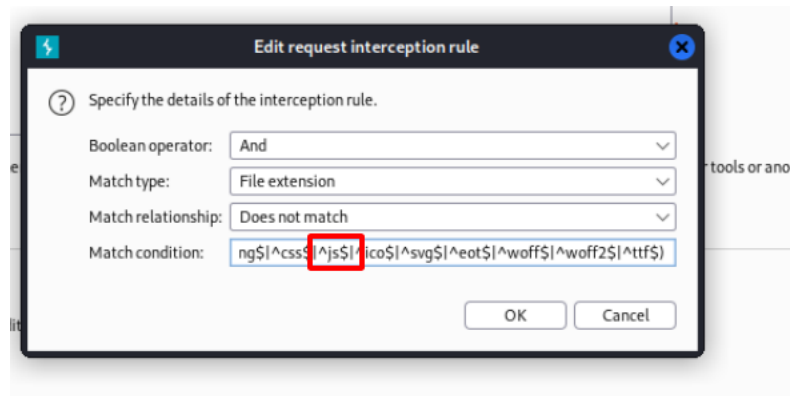 Edit request interception rule
Specify the details of the interception rule.
Boolean operator: And
Match type: File extension
r tools or ano
Match relationship: Does not match
Match condition: ng$|^css$|^js$|^ico$|^svg$|^eot$|^woff$|^woff2$|^ttf$)
OK Cancel
lit